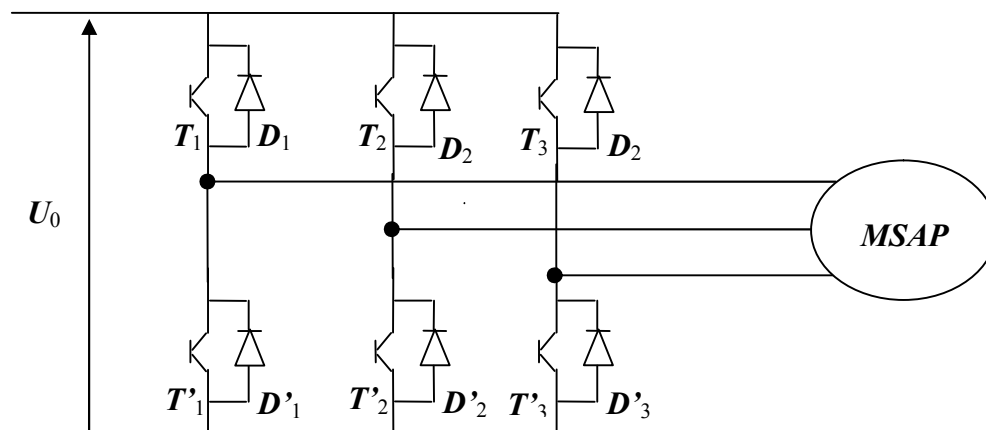 T₁ D₁ T₂ D₂ T₃ D₂
U₀
MSAP
T'₁ D'₁ T'₂ D'₂ T'₃ D'₃